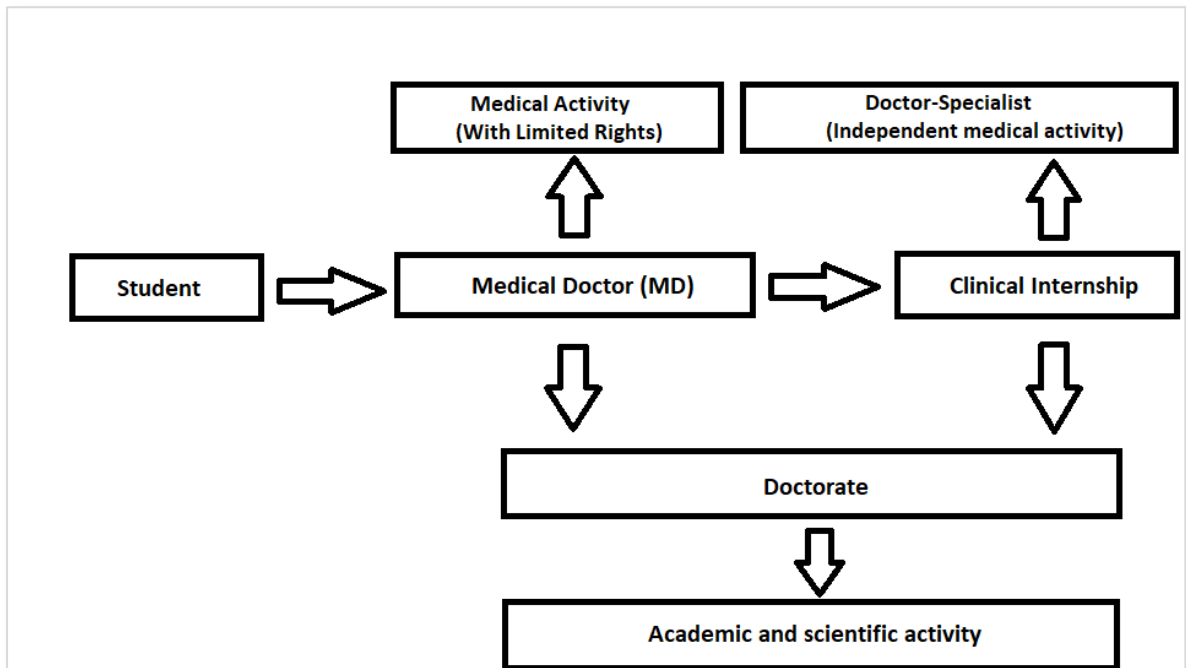 Medical Activity
(With Limited Rights)
Doctor-Specialist
(Independent medical activity)
Student
Medical Doctor (MD)
Clinical Internship
Doctorate
Academic and scientific activity